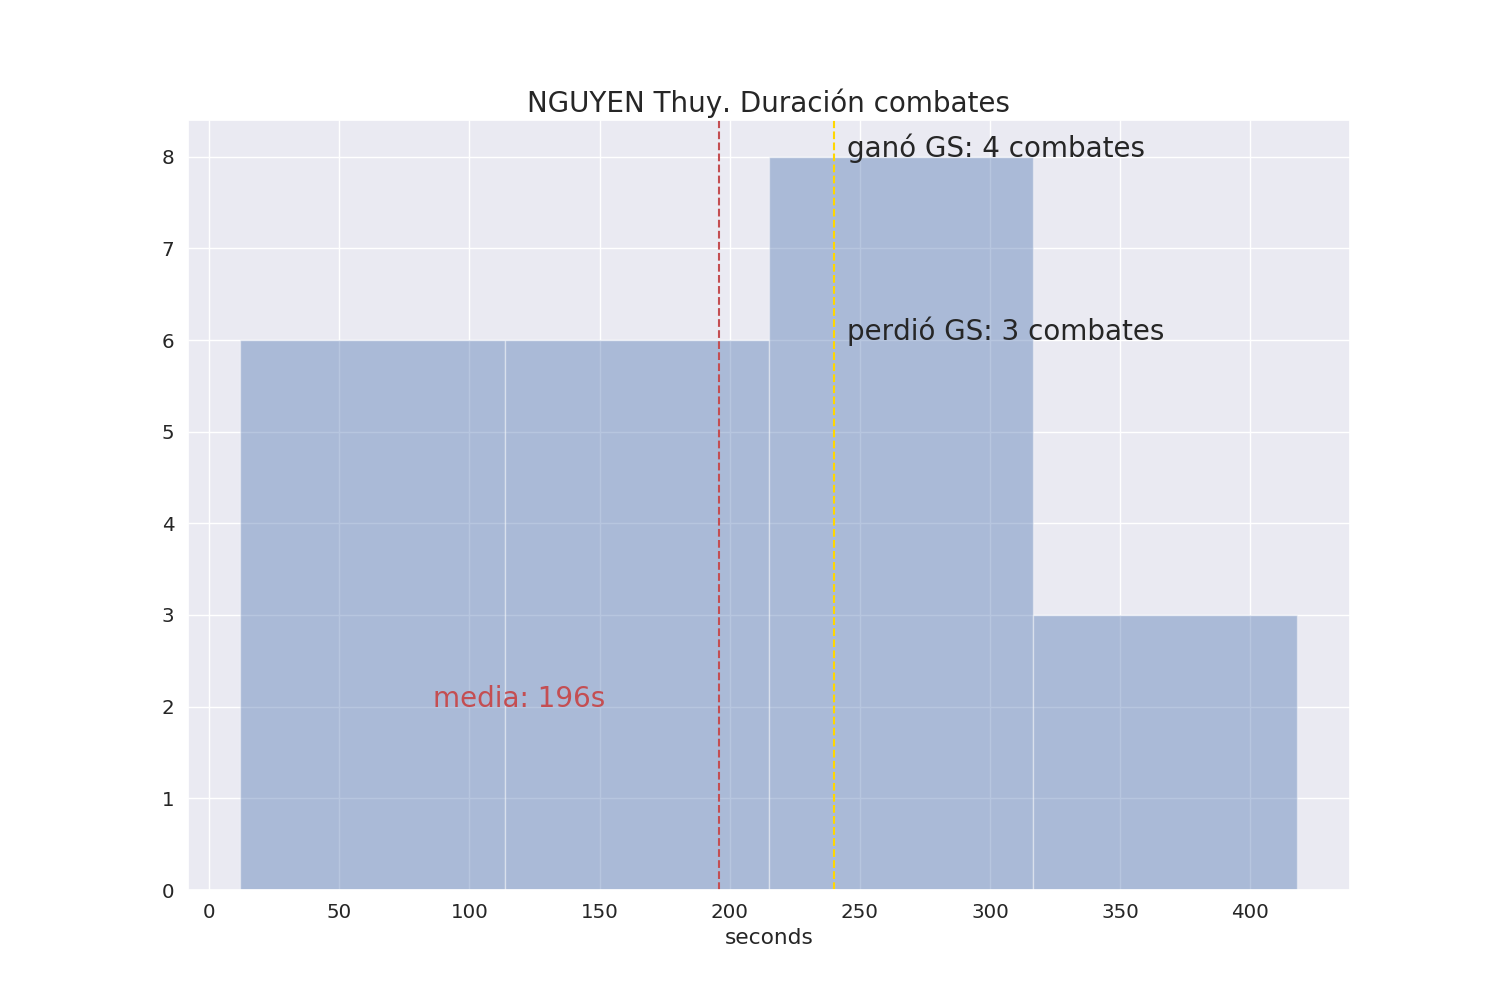 NGUYEN Thuy. Duración combates
ganó GS: 4 combates
perdió GS: 3 combates
media: 196s
8
7
6
5
4
3
2
1
0
0 50 100 150 200 250 300 350 400
seconds